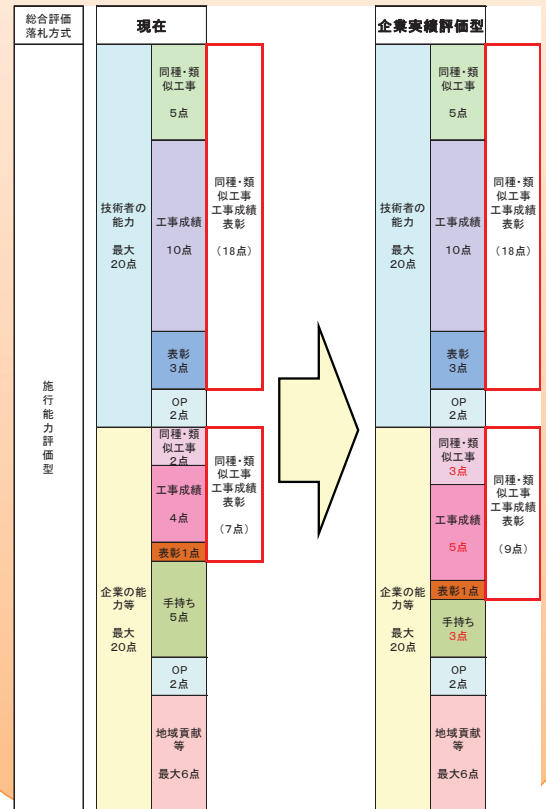 総合評価
落札方式
現在
企業実績評価型
施行能力評価型
技術者の
能力
最大
20点
同種・類
似工事
5点
工事成績
10点
表彰
3点
OP
2点
同種・類
似工事
工事成績
表彰
（18点）
企業の能
力等
最大
20点
同種・類
似工事
2点
工事成績
4点
表彰1点
手持ち
5点
OP
2点
地域貢献
等
最大6点
同種・類
似工事
工事成績
表彰
（7点）
技術者の
能力
最大
20点
同種・類
似工事
5点
工事成績
10点
表彰
3点
OP
2点
同種・類
似工事
工事成績
表彰
（18点）
企業の能
力等
最大
20点
同種・類
似工事
3点
工事成績
5点
表彰1点
手持ち
3点
OP
2点
地域貢献
等
最大6点
同種・類
似工事
工事成績
表彰
（9点）